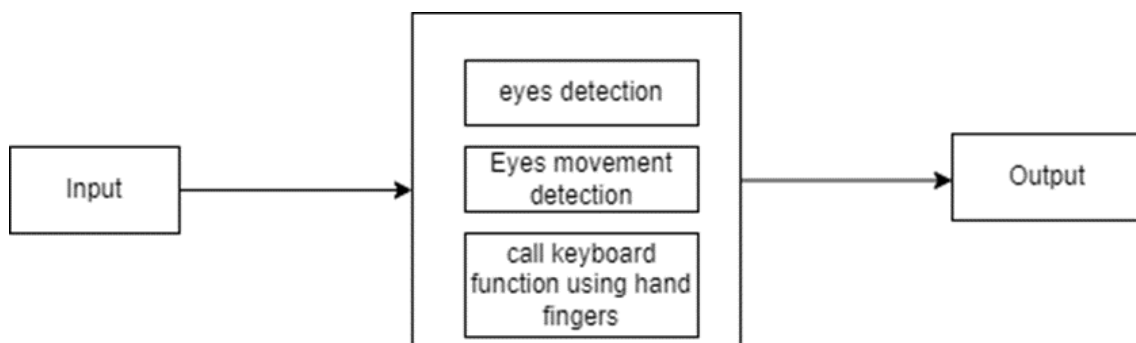 Input
eyes detection
Eyes movement
detection
call keyboard
function using hand
fingers
Output